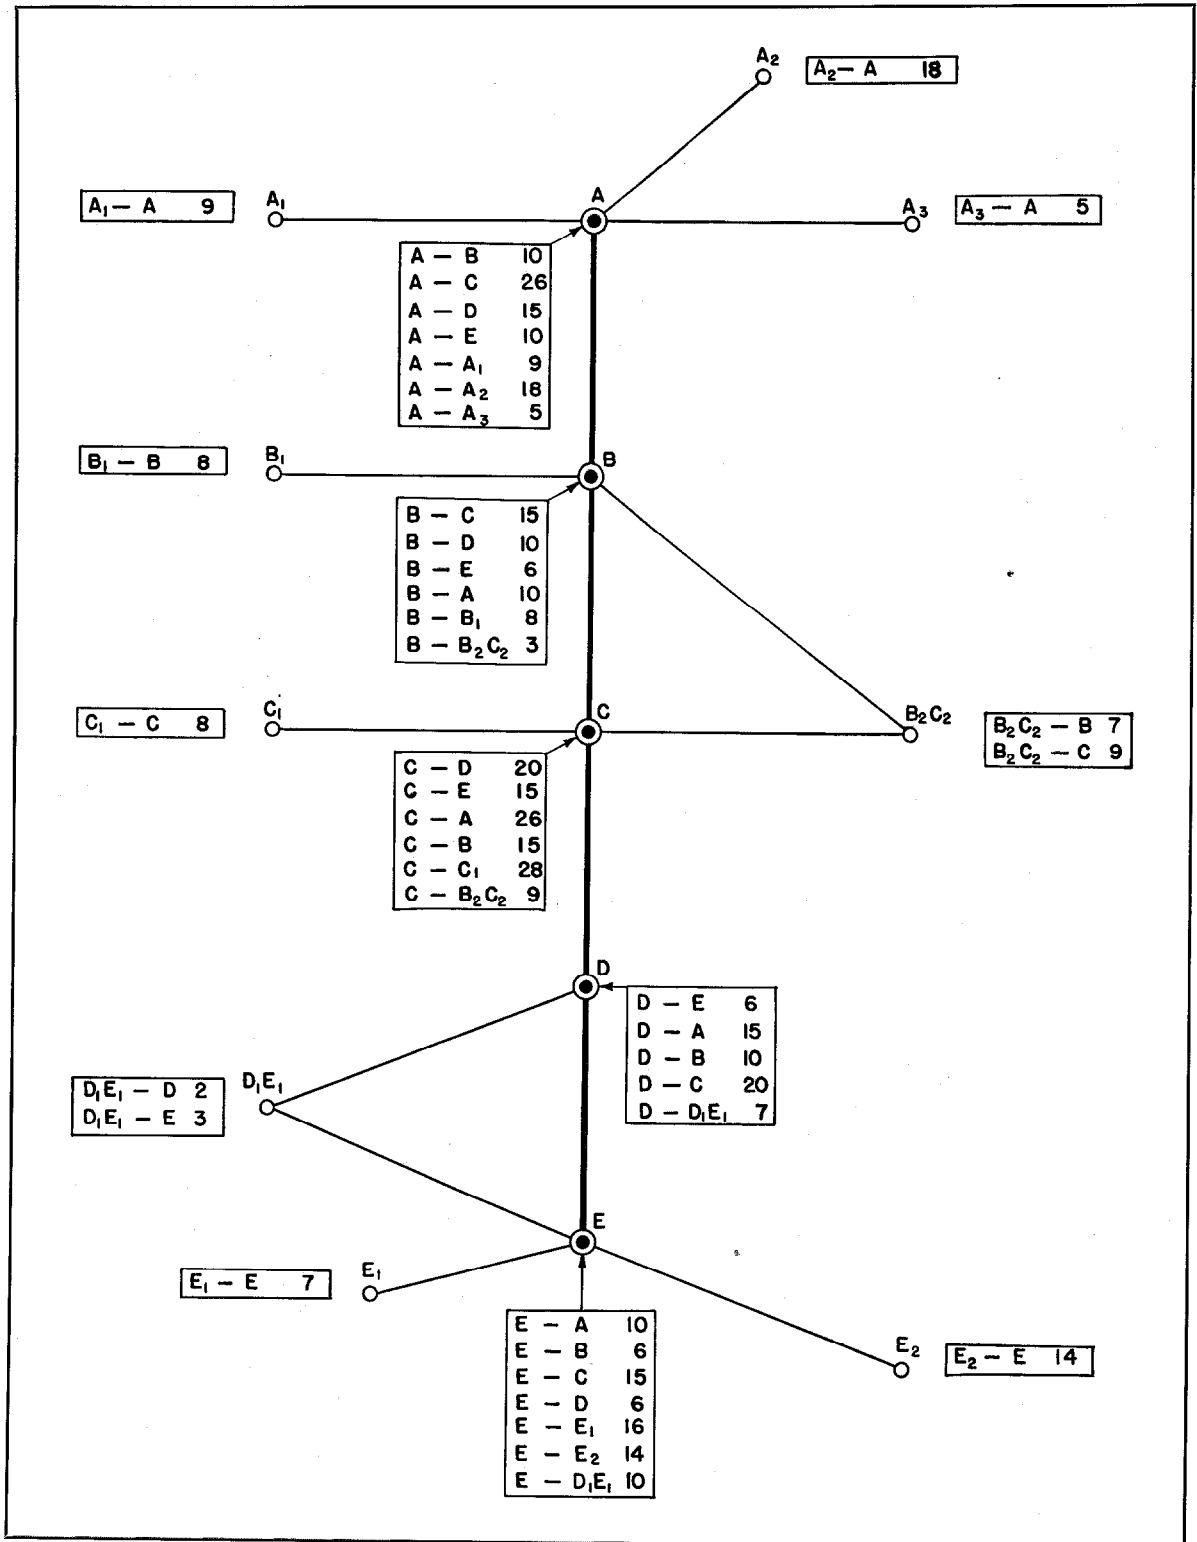 A₂
A₂ — A 18
A₁ — A 9
A₁
A
A₃
A₃ — A 5
A — B 10
A — C 26
A — D 15
A — E 10
A — A₁ 9
A — A₂ 18
A — A₃ 5
B₁ — B 8
B₁
B
B — C 15
B — D 10
B — E 6
B — A 10
B — B₁ 8
B — B₂C₂ 3
C₁ — C 8
C₁
C
B₂C₂
B₂C₂ — B 7
B₂C₂ — C 9
C — D 20
C — E 15
C — A 26
C — B 15
C — C₁ 28
C — B₂C₂ 9
D
D — E 6
D — A 15
D — B 10
D — C 20
D — D₁E₁ 7
D₁E₁ — D 2
D₁E₁ — E 3
D₁E₁
E
E₁ — E 7
E₁
E — A 10
E — B 6
E — C 15
E — D 6
E — E₁ 16
E — E₂ 14
E — D₁E₁ 10
E₂
E₂ — E 14